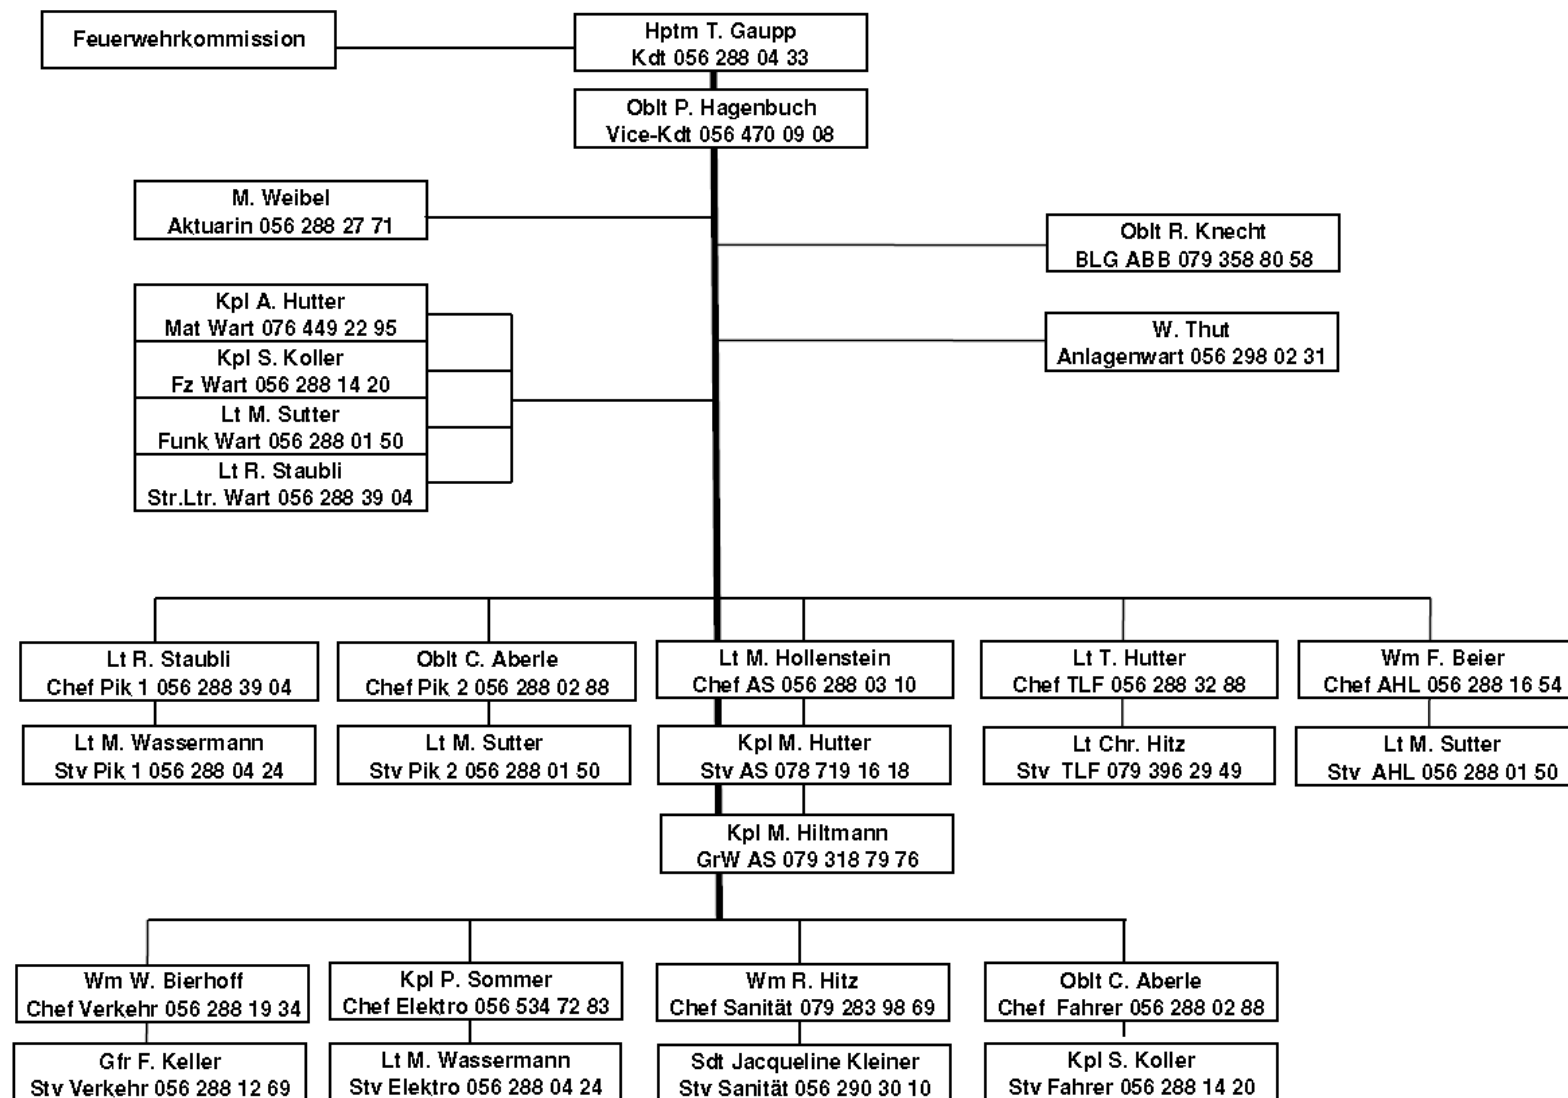 Feuerwehrkommission
Hptm T. Gaupp
Kdt 056 288 04 33
Oblt P. Hagenbuch
Vice-Kdt 056 470 09 08
M. Weibel
Aktuarin 056 288 27 71
Oblt R. Knecht
BLG ABB 079 358 80 58
Kpl A. Hutter
Mat Wart 076 449 22 95
Kpl S. Koller
Fz Wart 056 288 14 20
Lt M. Sutter
Funk Wart 056 288 01 50
Lt R. Staubli
Str.Ltr. Wart 056 288 39 04
W. Thut
Anlagenwart 056 298 02 31
Lt R. Staubli
Chef Pik 1 056 288 39 04
Oblt C. Aberle
Chef Pik 2 056 288 02 88
Lt M. Hollenstein
Chef AS 056 288 03 10
Lt T. Hutter
Chef TLF 056 288 32 88
Wm F. Beier
Chef AHL 056 288 16 54
Lt M. Wassermann
Stv Pik 1 056 288 04 24
Lt M. Sutter
Stv Pik 2 056 288 01 50
Kpl M. Hutter
Stv AS 078 719 16 18
Lt Chr. Hitz
Stv TLF 079 396 29 49
Lt M. Sutter
Stv AHL 056 288 01 50
Kpl M. Hiltmann
GrW AS 079 318 79 76
Wm W. Bierhoff
Chef Verkehr 056 288 19 34
Kpl P. Sommer
Chef Elektro 056 534 72 83
Wm R. Hitz
Chef Sanität 079 283 98 69
Oblt C. Aberle
Chef Fahrer 056 288 02 88
Gfr F. Keller
Stv Verkehr 056 288 12 69
Lt M. Wassermann
Stv Elektro 056 288 04 24
Sdt Jacqueline Kleiner
Stv Sanität 056 290 30 10
Kpl S. Koller
Stv Fahrer 056 288 14 20